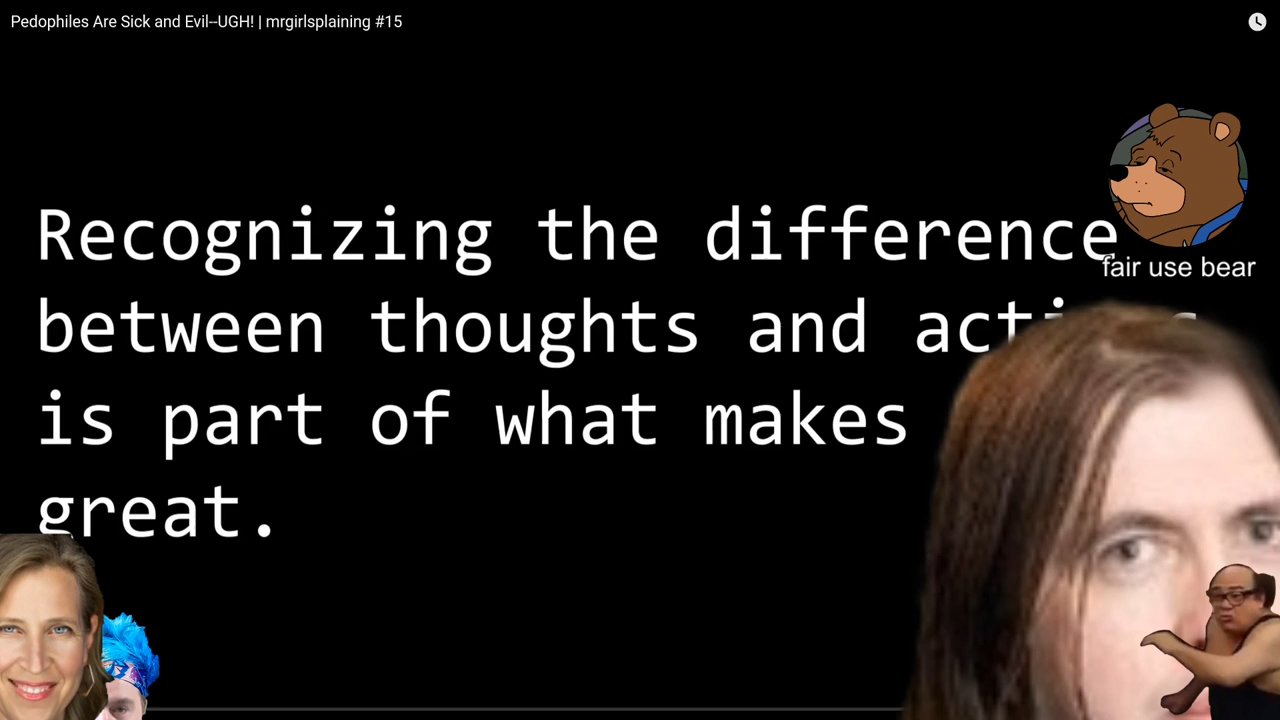 Pedophiles Are Sick and Evil--UGH! | mrgirlsplaining #15
Recognizing the difference
fair use bear
between thoughts and
is part of what makes
great.